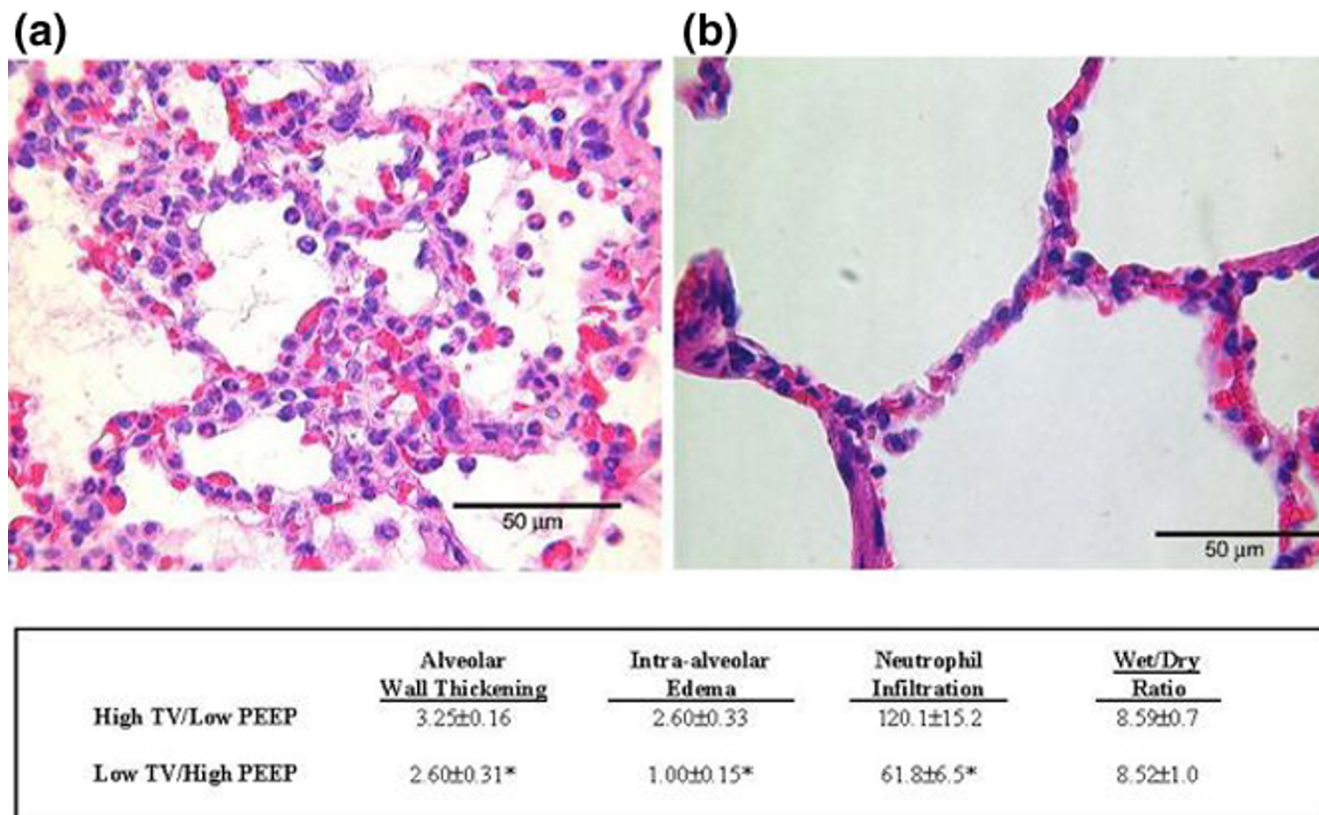 (a)
(b)
50 μm
50 μm
Alveolar Intra-alveolar Neutrophil Wet/Dry
Wall Thickening Edema Infiltration Ratio
High TV/Low PEEP 3.25±0.16 2.60±0.33 120.1±15.2 8.59±0.7
Low TV/High PEEP 2.60±0.31* 1.00±0.15* 61.8±6.5* 8.52±1.0